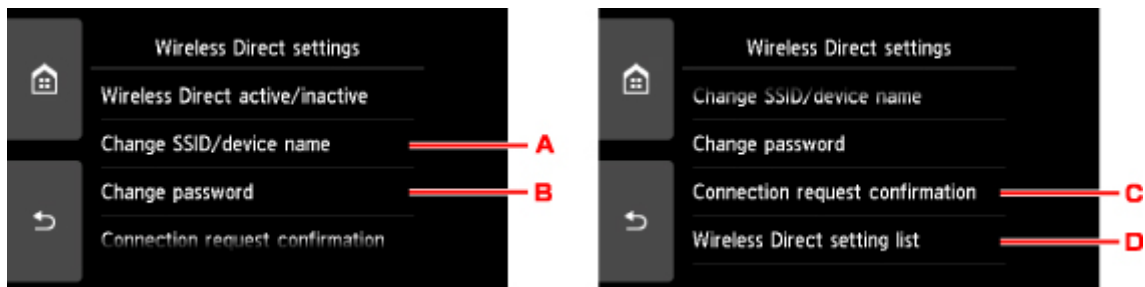 Wireless Direct settings
Wireless Direct active/inactive
Change SSID/device name
A
Change password
B
Connection request confirmation
Wireless Direct settings
Change SSID/device name
Change password
Connection request confirmation
C
Wireless Direct setting list
D